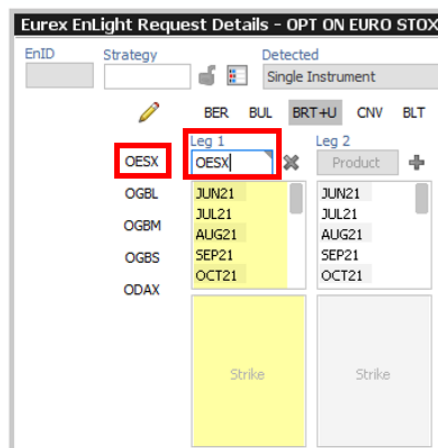 Eurex EnLight Request Details - OPT ON EURO STOX
EnID Strategy Detected
Single Instrument
BER BUL BRT+U CNV BLT
Leg 1 Leg 2
OESX OESX Product
OGBL JUN21 JUN21
JUL21 JUL21
OGBM AUG21 AUG21
OGBS SEP21 SEP21
OCT21 OCT21
ODAX
Strike Strike